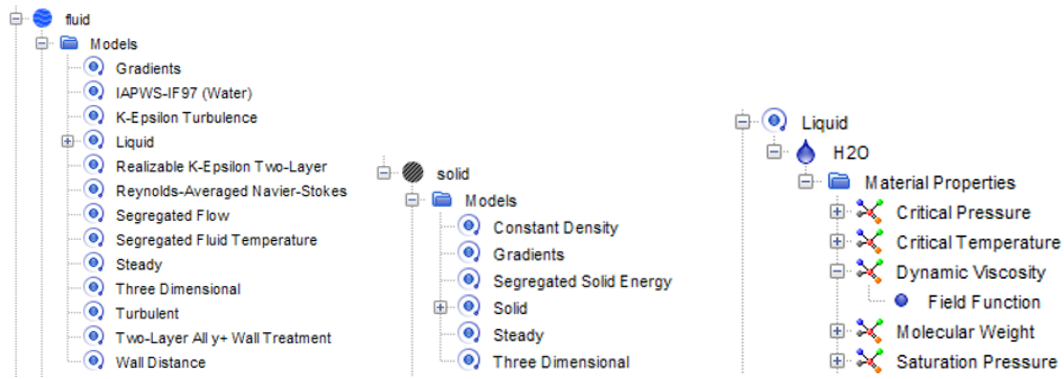 fluid
Models
Gradients
IAPWS-IF97 (Water)
K-Epsilon Turbulence
Liquid
Realizable K-Epsilon Two-Layer
Reynolds-Averaged Navier-Stokes
Segregated Flow
Segregated Fluid Temperature
Steady
Three Dimensional
Turbulent
Two-Layer All y+ Wall Treatment
Wall Distance
solid
Models
Constant Density
Gradients
Segregated Solid Energy
Solid
Steady
Three Dimensional
Liquid
H2O
Material Properties
Critical Pressure
Critical Temperature
Dynamic Viscosity
Field Function
Molecular Weight
Saturation Pressure